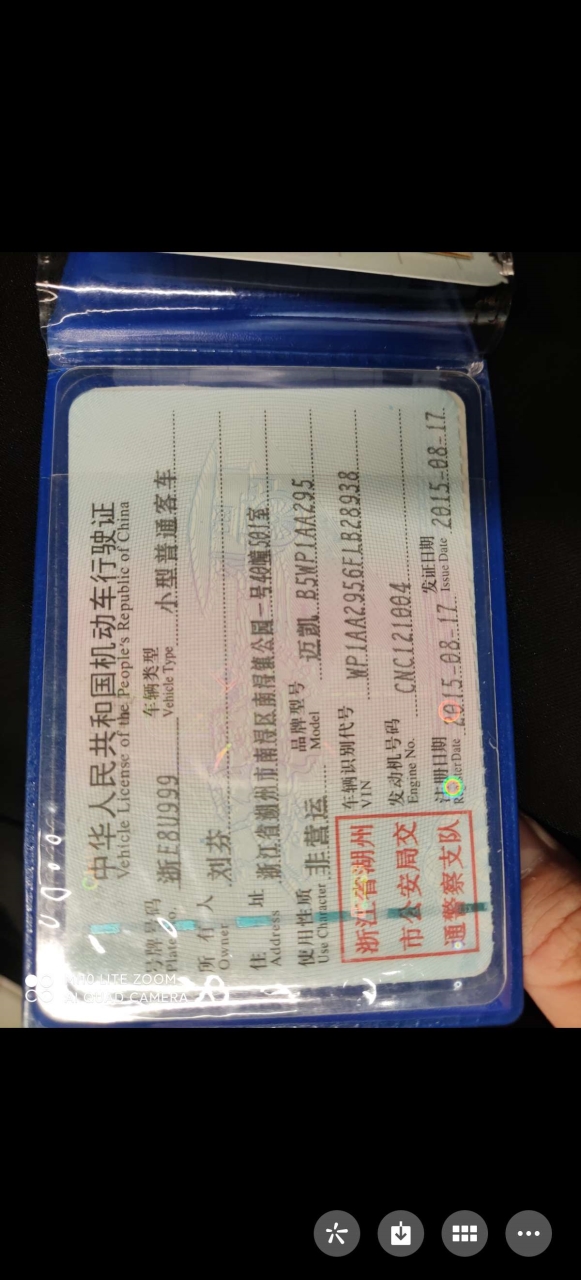 中华人民共和国机动车行驶证
Vehicle License of the People's Republic of China
号牌号码 浙E8U999 车辆类型 小型普通客车
Plate No. Vehicle Type
所有人 刘芬
Owner
住址 浙江省湖州市南浔区南浔镇公园一号40幢501室
Address
使用性质 非营运 品牌型号 迈凯 B5WP1AA295
Use Character Model
浙江省湖州
市公安局交
通警察支队
车辆识别代号 WP1AA2956FLB28938
VIN
发动机号码 CNC121004
Engine No.
注册日期 2015-08-17 发证日期 2015-08-17
Register Date Issue Date
LITE ZOOM
AI QUAD CAMERA